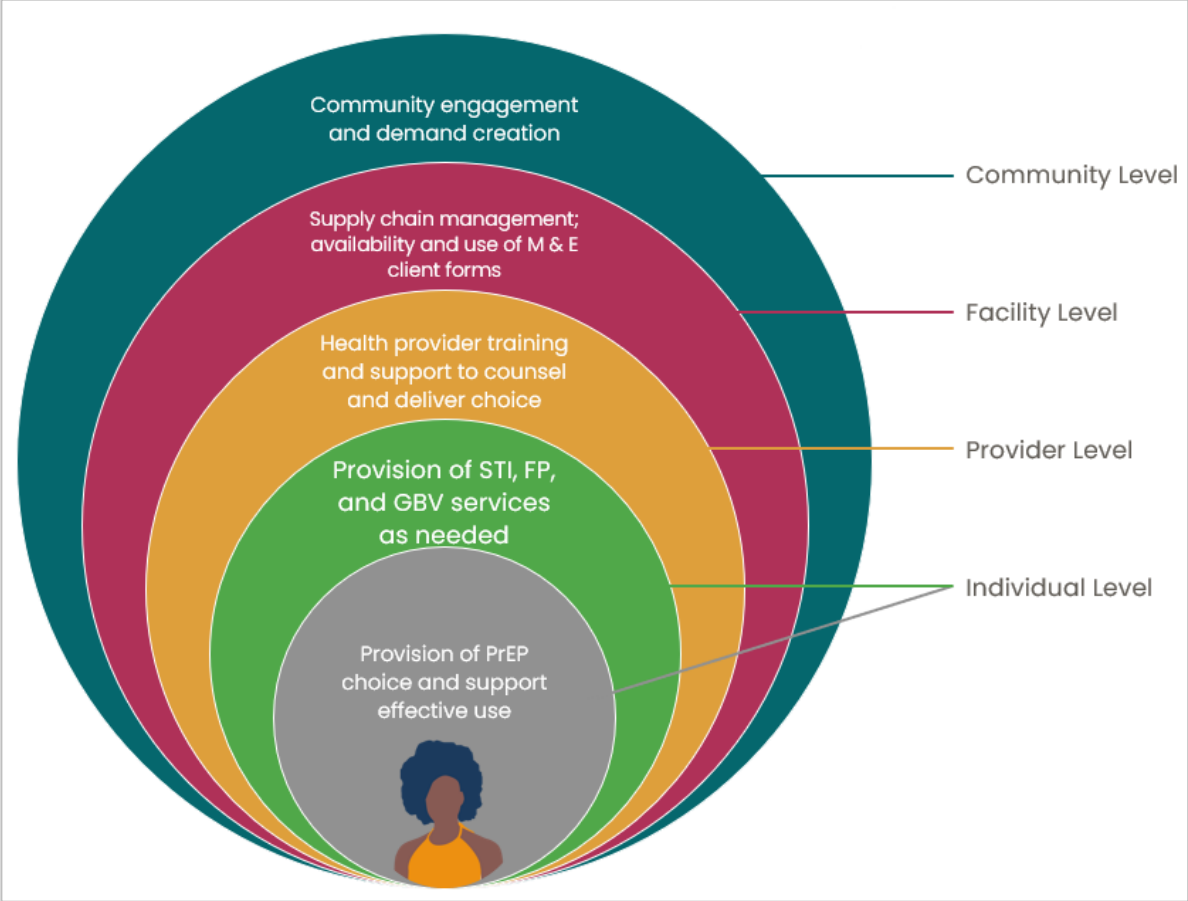 Community engagement
and demand creation
Community Level
Supply chain management;
availability and use of M & E
client forms
Facility Level
Health provider training
and support to counsel
and deliver choice
Provider Level
Provision of STI, FP,
and GBV services
as needed
Individual Level
Provision of PrEP
choice and support
effective use